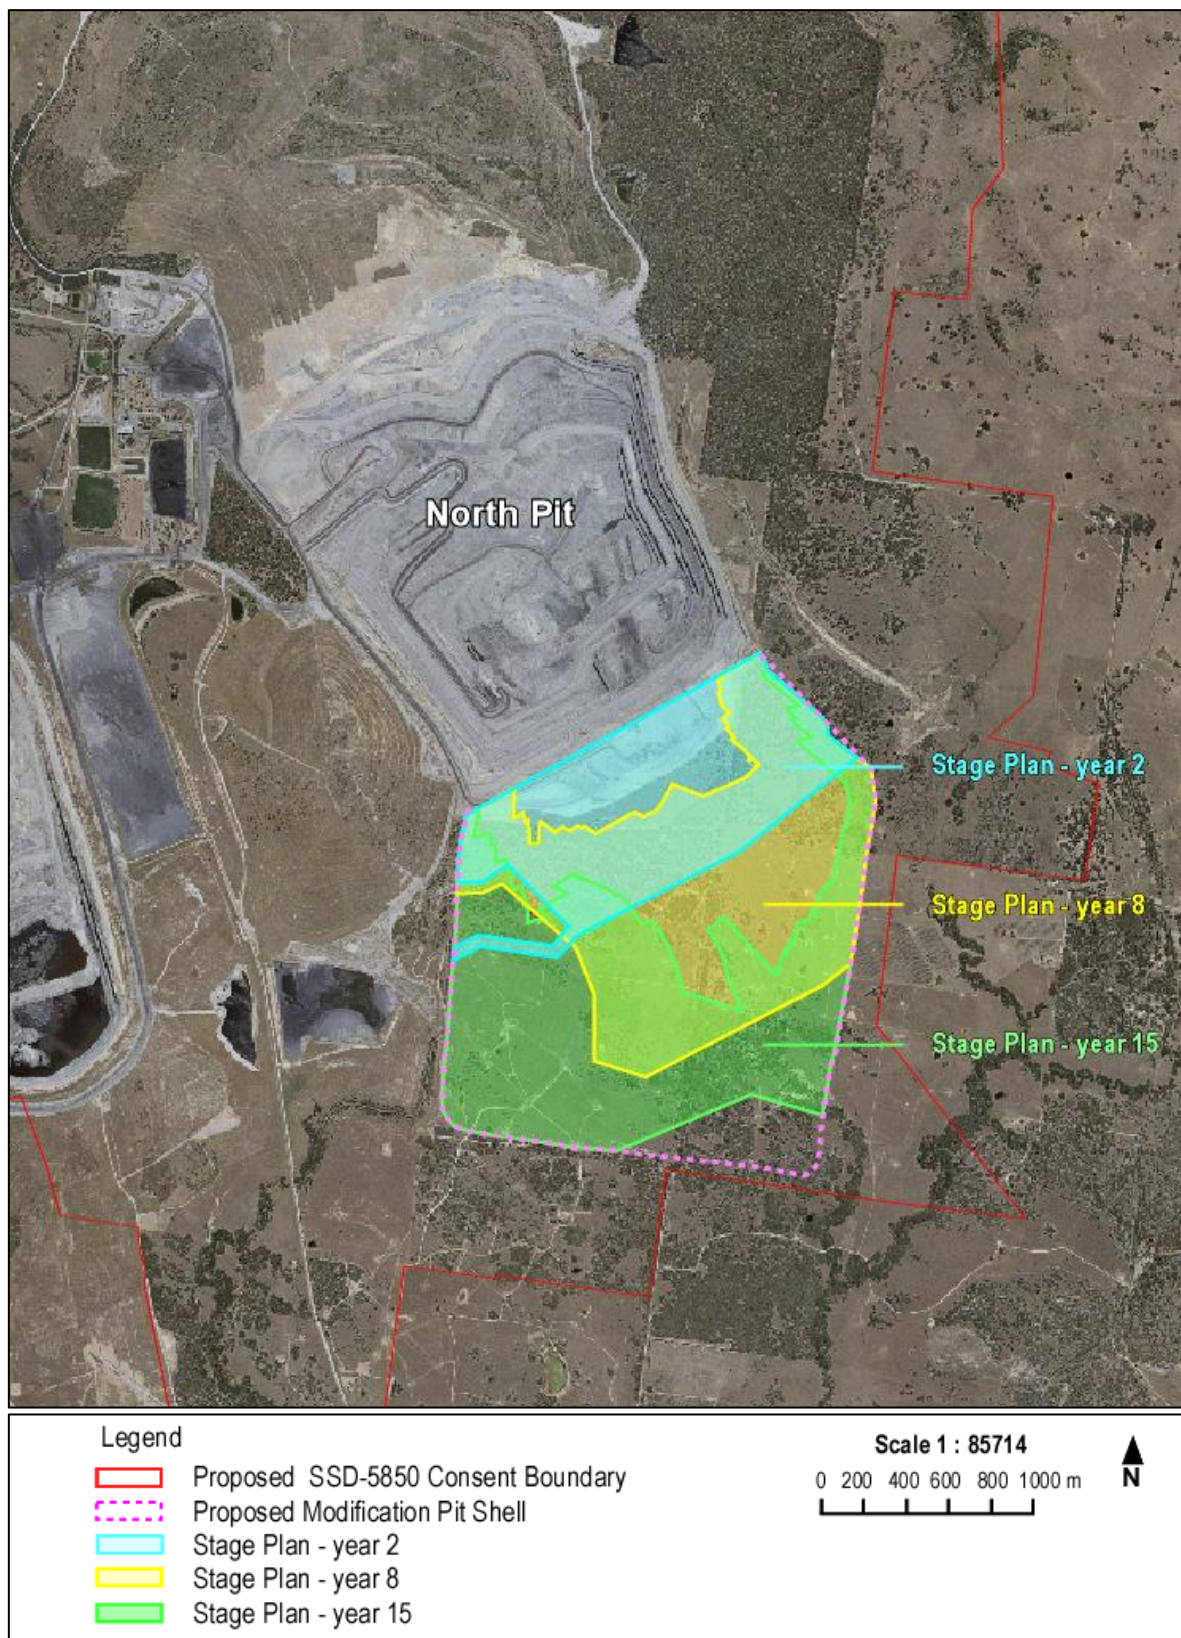 North Pit
Stage Plan - year 2
Stage Plan - year 8
Stage Plan - year 15
Legend
Proposed SSD-5850 Consent Boundary
Proposed Modification Pit Shell
Stage Plan - year 2
Stage Plan - year 8
Stage Plan - year 15
Scale 1 : 85714
0 200 400 600 800 1000 m
N